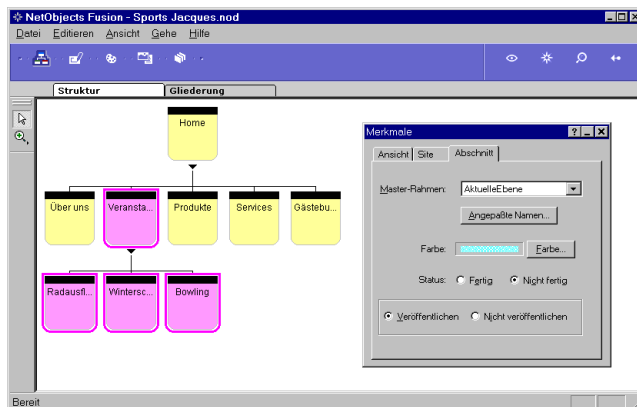 NetObjects Fusion - Sports Jacques.nod
Datei Editieren Ansicht Gehe Hilfe
Struktur Gliederung
Home
Über uns Veransta... Produkte Services Gästebu...
Radausfl... Wintersc... Bowling
Merkmale
Ansicht Site Abschnitt
Master-Rahmen: AktuelleEbene
Angepaßte Namen...
Farbe: Farbe...
Status: Fertig Nicht fertig
Veröffentlichen Nicht veröffentlichen
Bereit